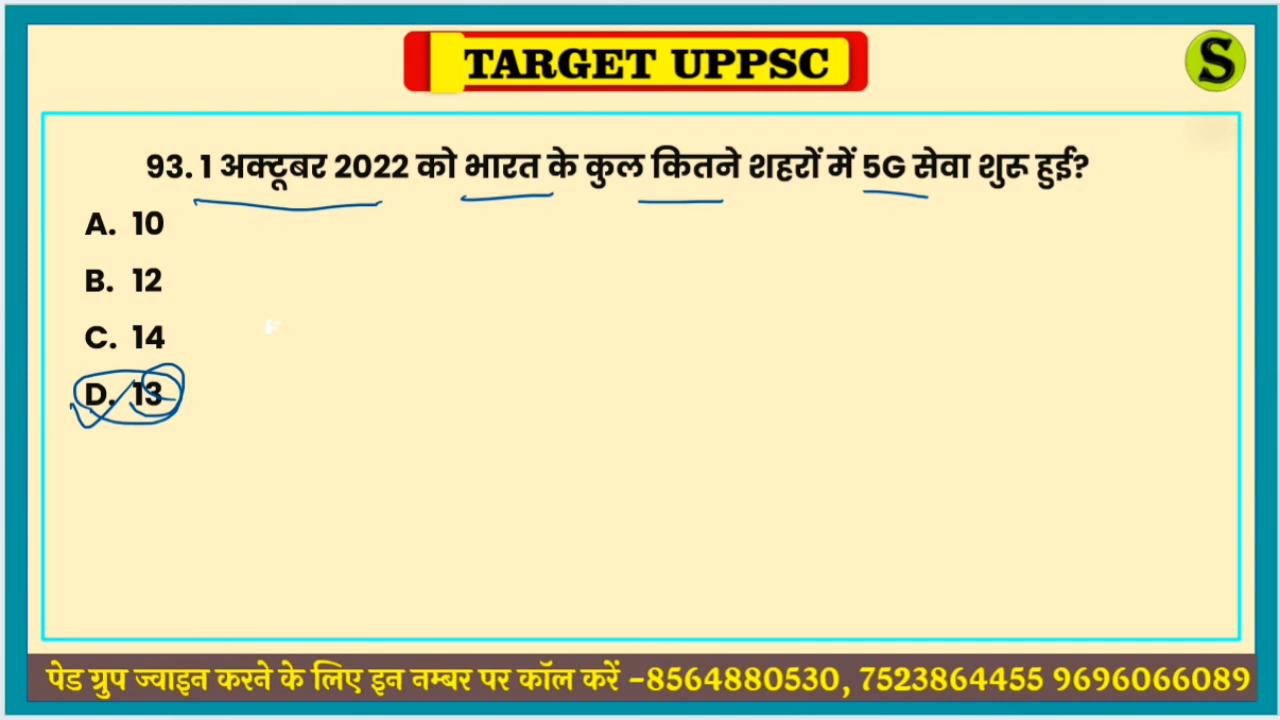 TARGET UPPSC
S
93. 1 अक्टूबर 2022 को भारत के कुल कितने शहरों में 5G सेवा शुरू हुई?
A. 10
B. 12
C. 14
D. 13
पेड ग्रुप ज्वाइन करने के लिए इन नम्बर पर कॉल करें -8564880530, 7523864455 9696066089